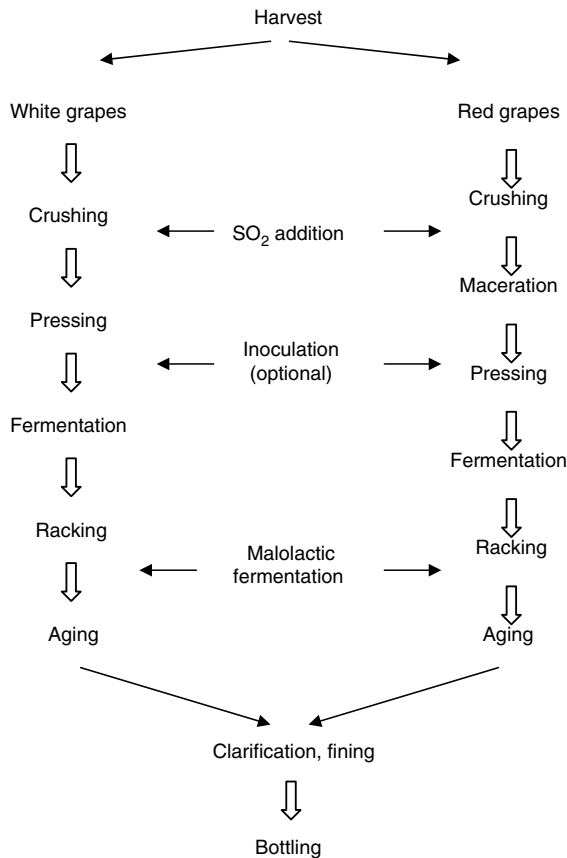 Harvest
White grapes
Red grapes
Crushing
Crushing
SO₂ addition
Maceration
Pressing
Inoculation
(optional)
Pressing
Fermentation
Fermentation
Racking
Malolactic
fermentation
Racking
Aging
Aging
Clarification, fining
Bottling